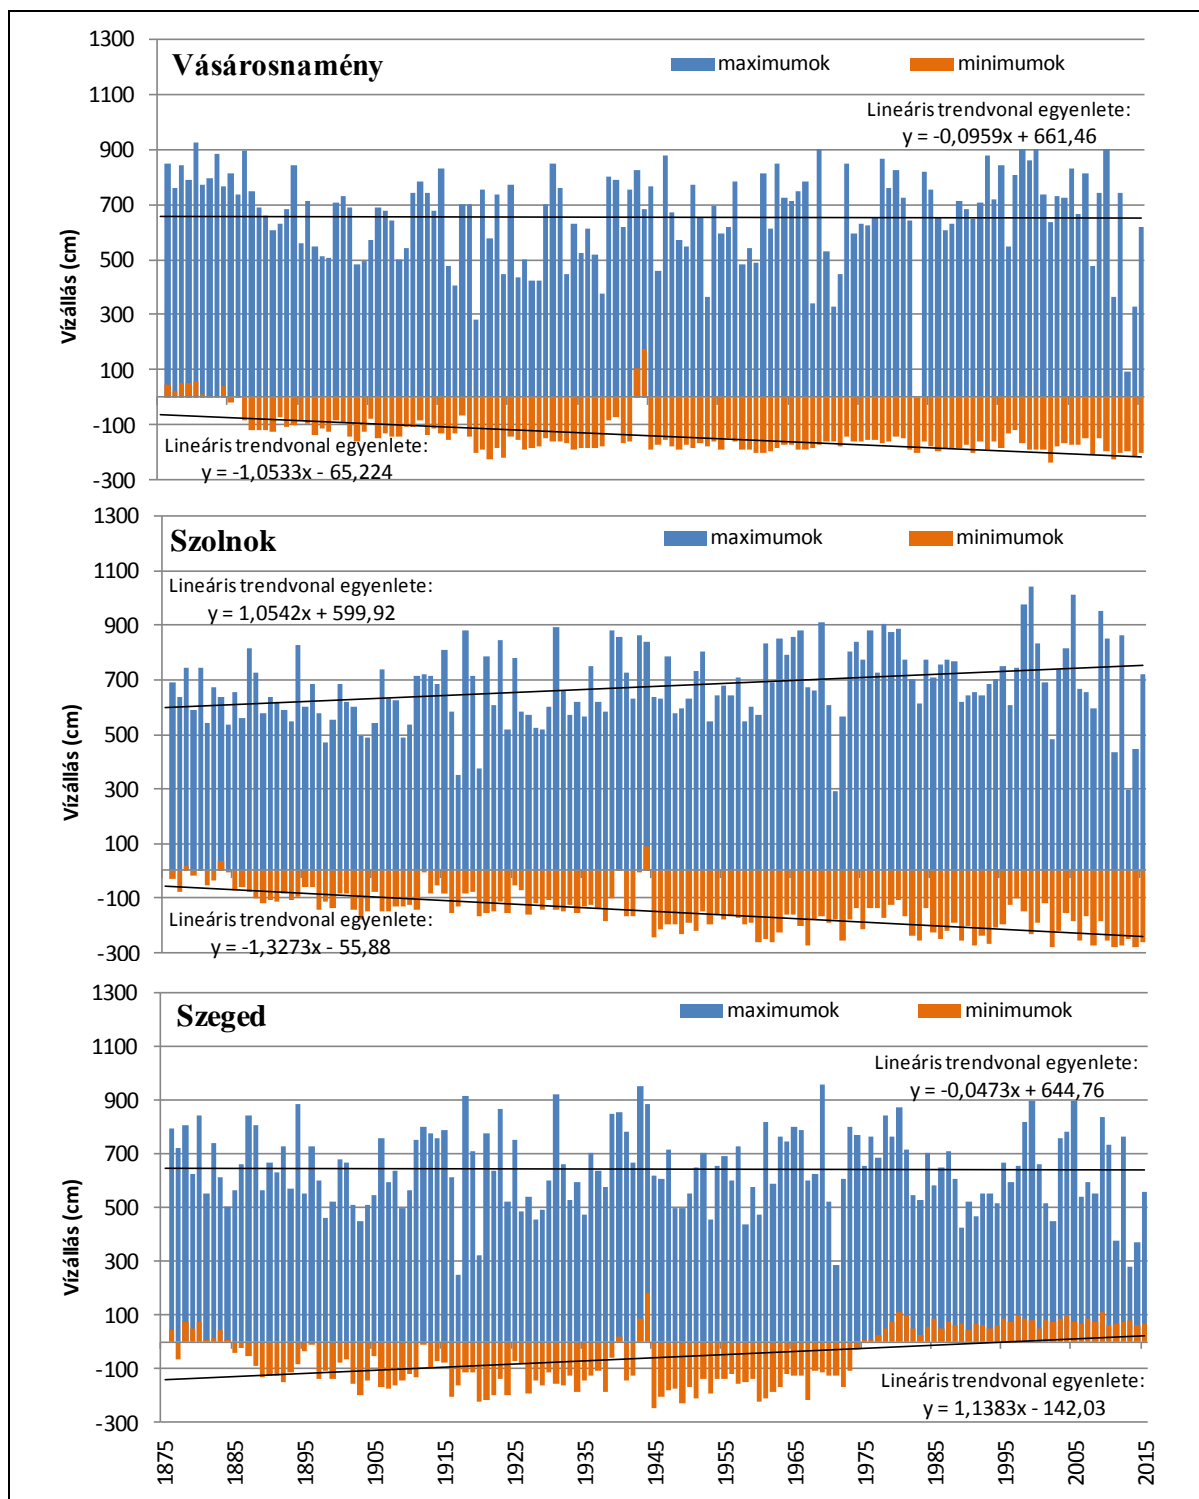 1300
Vásárosnamény
maximumok
minimumok
1100
Lineáris trendvonal egyenlete:
y = -0,0959x + 661,46
900
700
500
300
100
-100
-300
Vízállás (cm)
Lineáris trendvonal egyenlete:
y = -1,0533x - 65,224
1300
Szolnok
maximumok
minimumok
1100
Lineáris trendvonal egyenlete:
y = 1,0542x + 599,92
900
700
500
300
100
-100
-300
Vízállás (cm)
Lineáris trendvonal egyenlete:
y = -1,3273x - 55,88
1300
Szeged
maximumok
minimumok
1100
Lineáris trendvonal egyenlete:
y = -0,0473x + 644,76
900
700
500
300
100
-100
-300
Vízállás (cm)
Lineáris trendvonal egyenlete:
y = 1,1383x - 142,03
1875
1885
1895
1905
1915
1925
1935
1945
1955
1965
1975
1985
1995
2005
2015